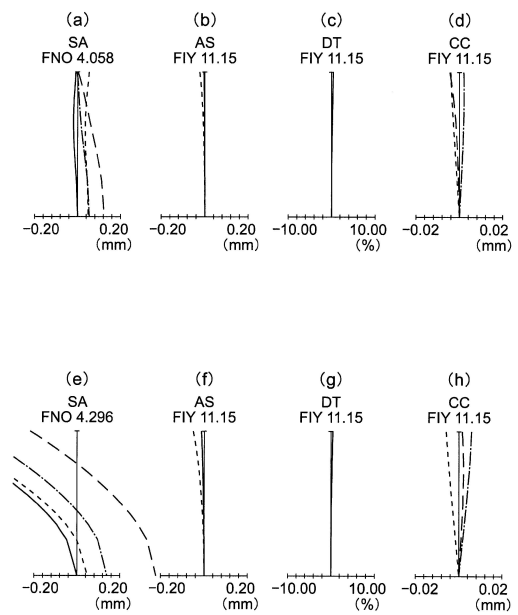 (a) (b) (c) (d)
SA AS DT CC
FNO 4.058 FIY 11.15 FIY 11.15 FIY 11.15
−0.20 0.20 −0.20 0.20 −10.00 10.00 −0.02 0.02
(mm) (mm) (%) (mm)
(e) (f) (g) (h)
SA AS DT CC
FNO 4.296 FIY 11.15 FIY 11.15 FIY 11.15
−0.20 0.20 −0.20 0.20 −10.00 10.00 −0.02 0.02
(mm) (mm) (%) (mm)